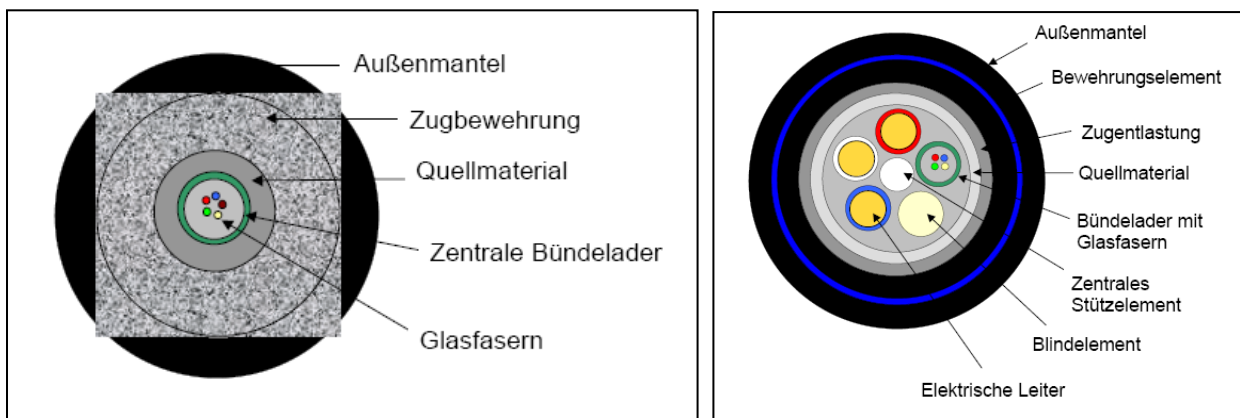 Außenmantel
Zugbewehrung
Quellmaterial
Zentrale Bündelader
Glasfasern
Außenmantel
Bewehrungselement
Zugentlastung
Quellmaterial
Bündelader mit
Glasfasern
Zentrales
Stützelement
Blindelement
Elektrische Leiter